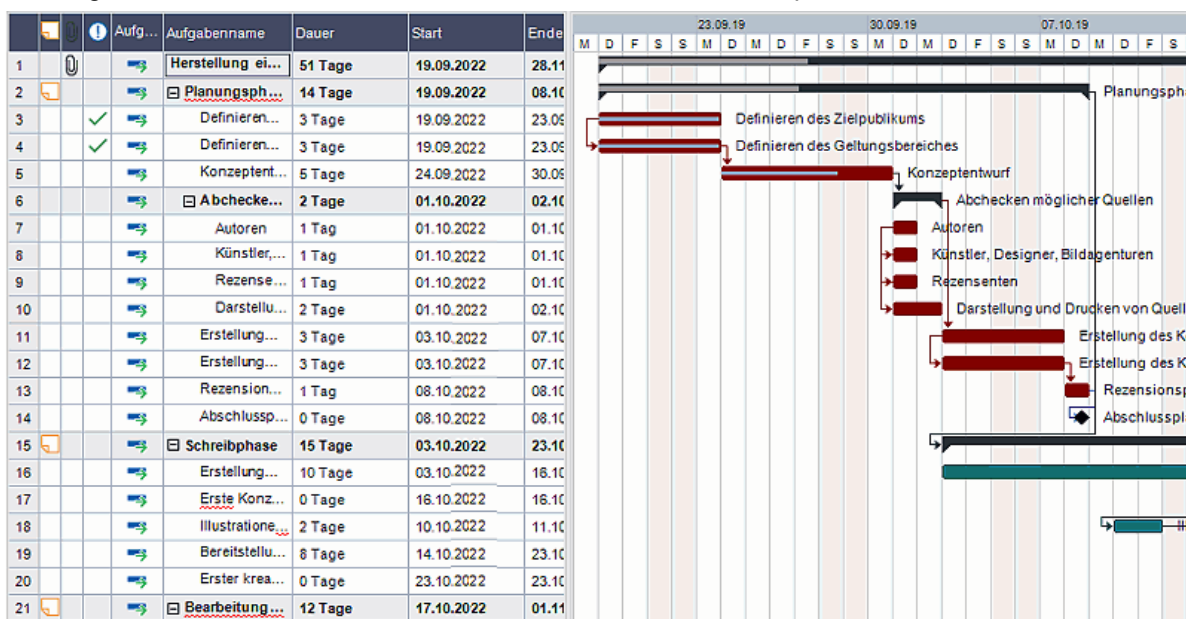 23.09.19 30.09.19 07.10.19
Aufg... Aufgabenname Dauer Start Ende
M D F S S M D M D F S S M D M D F S S M D M D F S
1 Herstellung ei... 51 Tage 19.09.2022 28.11
2 Planungsph... 14 Tage 19.09.2022 08.10 Planungspha
3 Definieren... 3 Tage 19.09.2022 23.09 Definieren des Zielpublikums
4 Definieren... 3 Tage 19.09.2022 23.09 Definieren des Geltungsbereiches
5 Konzeptent... 5 Tage 24.09.2022 30.09 Konzeptentwurf
6 Abchecke... 2 Tage 01.10.2022 02.10 Abchecken möglicher Quellen
7 Autoren 1 Tag 01.10.2022 01.10 Autoren
8 Künstler,... 1 Tag 01.10.2022 01.10 Künstler, Designer, Bildagenturen
9 Rezense... 1 Tag 01.10.2022 01.10 Rezensenten
10 Darstellu... 2 Tage 01.10.2022 02.10 Darstellung und Drucken von Quell
11 Erstellung... 3 Tage 03.10.2022 07.10 Erstellung des K
12 Erstellung... 3 Tage 03.10.2022 07.10 Erstellung des K
13 Rezension... 1 Tag 08.10.2022 08.10 Rezensionsp
14 Abschlussp... 0 Tage 08.10.2022 08.10 Abschlusspl
15 Schreibphase 15 Tage 03.10.2022 23.10
16 Erstellung... 10 Tage 03.10.2022 16.10
17 Erste Konz... 0 Tage 16.10.2022 16.10
18 Illustratione... 2 Tage 10.10.2022 11.10
19 Bereitstellu... 8 Tage 14.10.2022 23.10
20 Erster krea... 0 Tage 23.10.2022 23.10
21 Bearbeitung... 12 Tage 17.10.2022 01.11